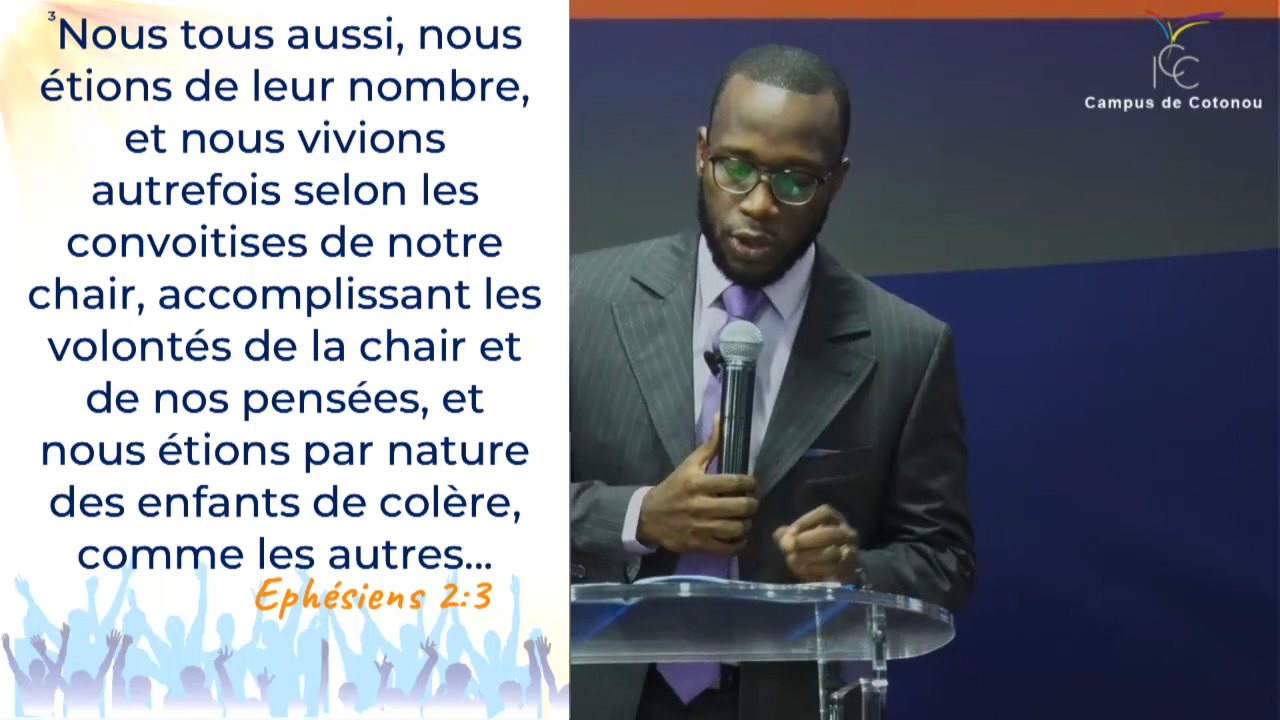 ³Nous tous aussi, nous
étions de leur nombre,
et nous vivions
autrefois selon les
convoitises de notre
chair, accomplissant les
volontés de la chair et
de nos pensées, et
nous étions par nature
des enfants de colère,
comme les autres...
Ephésiens 2:3
ICC
Campus de Cotonou